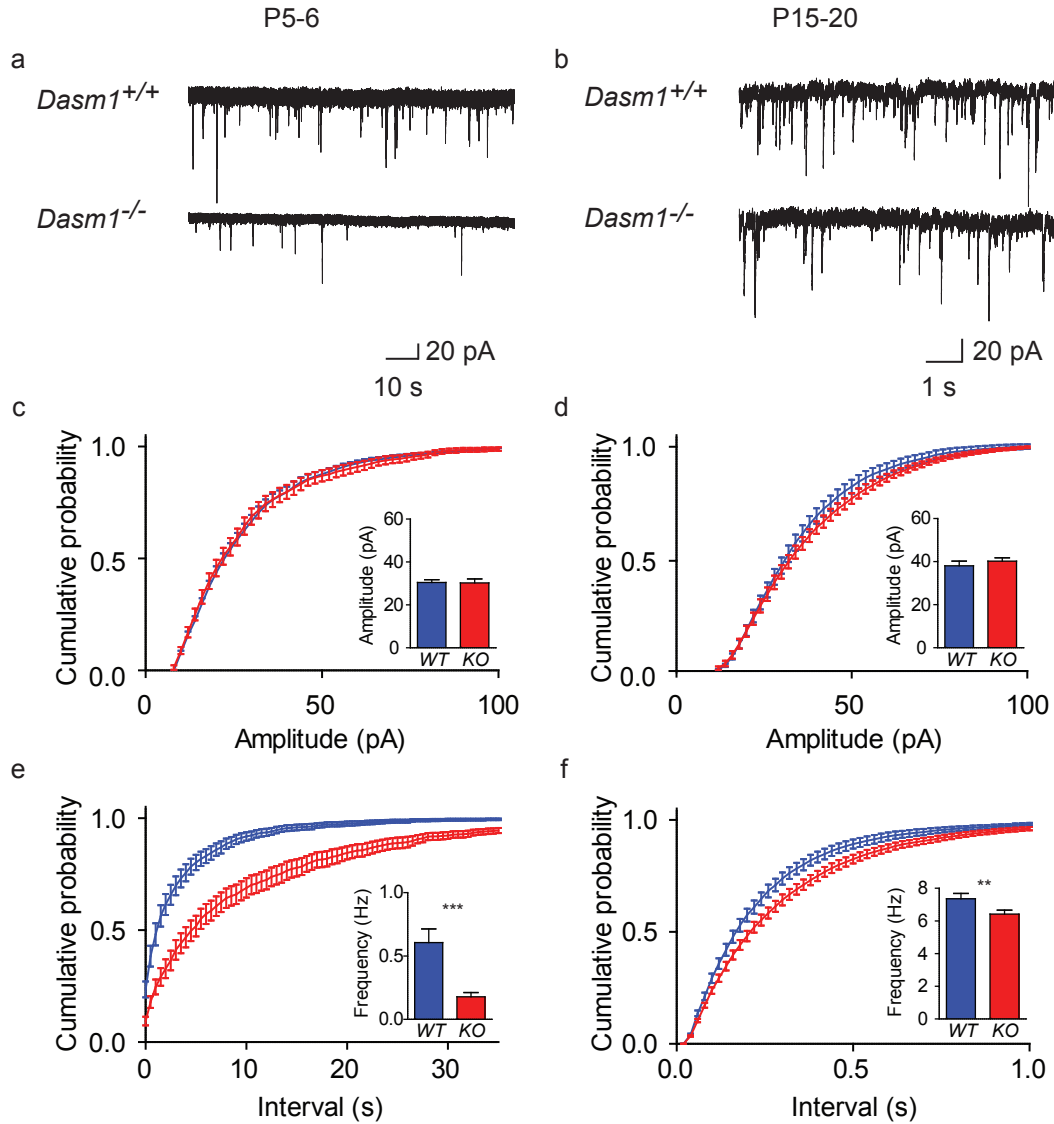 P5-6
P15-20
a
Dasm1+/+
Dasm1-/-
20 pA
10 s
b
Dasm1+/+
Dasm1-/-
20 pA
1 s
c
Cumulative probability
1.0
0.5
0.0
0 50 100
Amplitude (pA)
Amplitude (pA)
60
30
0
WT KO
d
Cumulative probability
1.0
0.5
0.0
0 50 100
Amplitude (pA)
Amplitude (pA)
60
40
20
0
WT KO
e
Cumulative probability
1.0
0.5
0.0
0 10 20 30
Interval (s)
Frequency (Hz)
1.0
0.5
0.0
***
WT KO
f
Cumulative probability
1.0
0.5
0.0
0.0 0.5 1.0
Interval (s)
Frequency (Hz)
8
6
4
2
0
**
WT KO